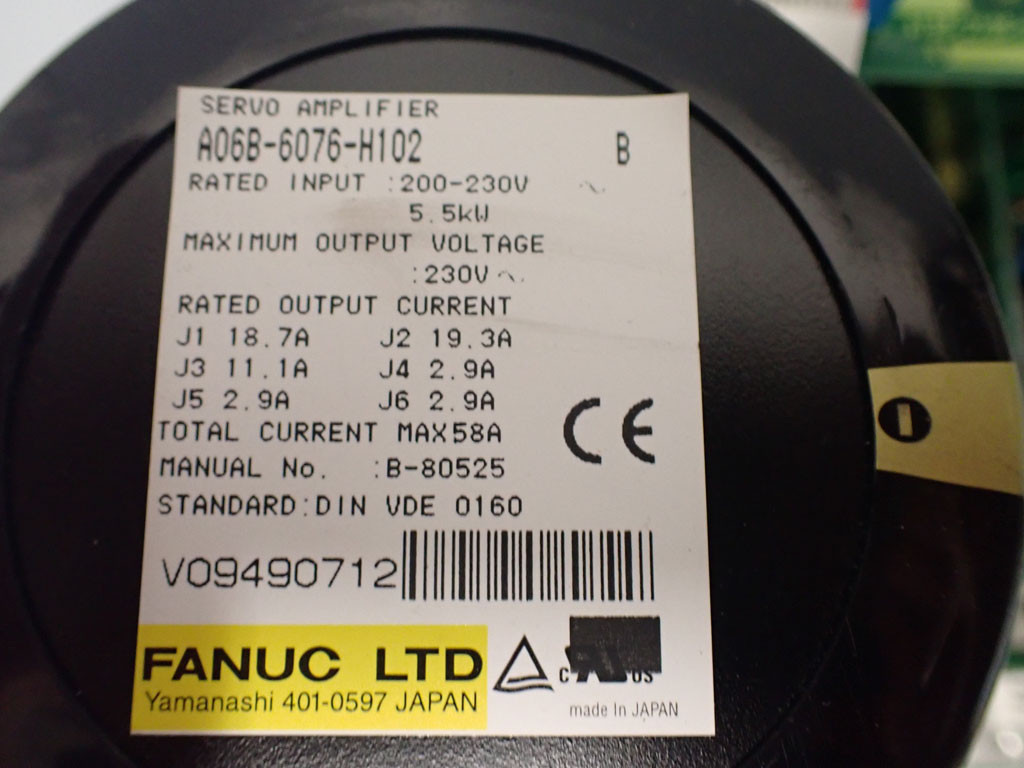 SERVO AMPLIFIER
A06B-6076-H102 B
RATED INPUT :200-230V ~
5.5kW
MAXIMUM OUTPUT VOLTAGE
:230V ~
RATED OUTPUT CURRENT
J1 18.7A J2 19.3A
J3 11.1A J4 2.9A
J5 2.9A J6 2.9A
TOTAL CURRENT MAX58A
MANUAL No. :B-80525
STANDARD:DIN VDE 0160
CE
V09490712
FANUC LTD
Yamanashi 401-0597 JAPAN
c US
made In JAPAN